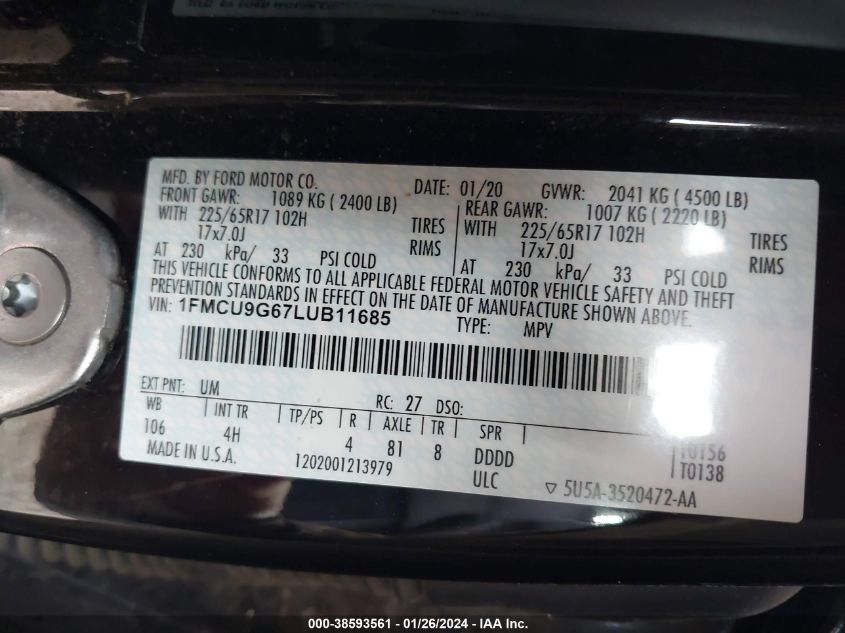 MFD. BY FORD MOTOR CO.
DATE: 01/20 GVWR: 2041 KG ( 4500 LB)
FRONT GAWR: 1089 KG ( 2400 LB)
WITH 225/65R17 102H TIRES
17x7.0J RIMS
AT 230 kPa/ 33 PSI COLD
REAR GAWR: 1007 KG ( 2220 LB)
WITH 225/65R17 102H TIRES
17x7.0J RIMS
AT 230 kPa/ 33 PSI COLD
THIS VEHICLE CONFORMS TO ALL APPLICABLE FEDERAL MOTOR VEHICLE SAFETY AND THEFT
PREVENTION STANDARDS IN EFFECT ON THE DATE OF MANUFACTURE SHOWN ABOVE.
VIN: 1FMCU9G67LUB11685 TYPE: MPV
EXT PNT: UM RC: 27 DSO:
WB INT TR TP/PS R AXLE TR SPR
106 4H 4 81 8 DDDD T0156
MADE IN U.S.A. 1202001213979 ULC T0138
5U5A-3520472-AA
000-38593561 / 01/26/2024 - IAA Inc.